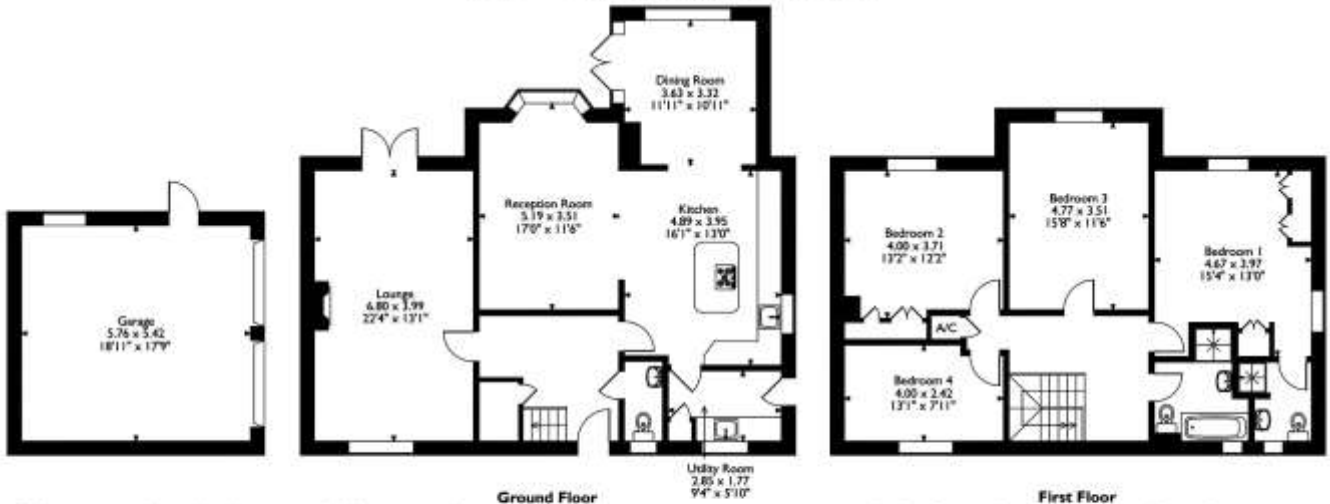 Dining Room
3.63 x 3.32
11'11" x 10'11"
Reception Room
5.19 x 3.51
17'0" x 11'6"
Kitchen
4.89 x 3.95
16'1" x 13'0"
Lounge
6.80 x 3.99
22'4" x 13'1"
Garage
5.76 x 5.42
18'11" x 17'9"
Utility Room
2.85 x 1.77
9'4" x 5'10"
Ground Floor
Bedroom 3
4.77 x 3.51
15'8" x 11'6"
Bedroom 2
4.00 x 3.71
13'2" x 12'2"
Bedroom 1
4.67 x 3.97
15'4" x 13'0"
A/C
Bedroom 4
4.00 x 2.42
13'1" x 7'11"
First Floor